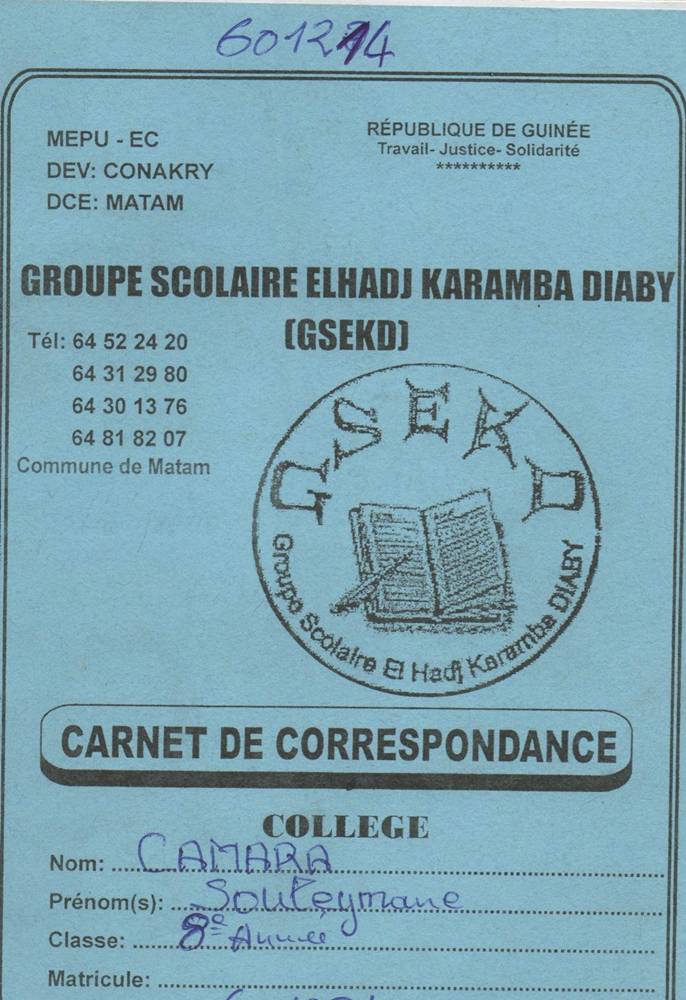 MEPU - EC
DEV: CONAKRY
DCE: MATAM
RÉPUBLIQUE DE GUINÉE
Travail- Justice- Solidarité
**********
GROUPE SCOLAIRE ELHADJ KARAMBA DIABY
(GSEKD)
Tél: 64 52 24 20
64 31 29 80
64 30 13 76
64 81 82 07
Commune de Matam
GSEKD
Groupe Scolaire El Hadj Karamba DIABY
CARNET DE CORRESPONDANCE
COLLEGE
Nom: CAMARA
Prénom(s): Souleymane
Classe: 8e Année
Matricule: